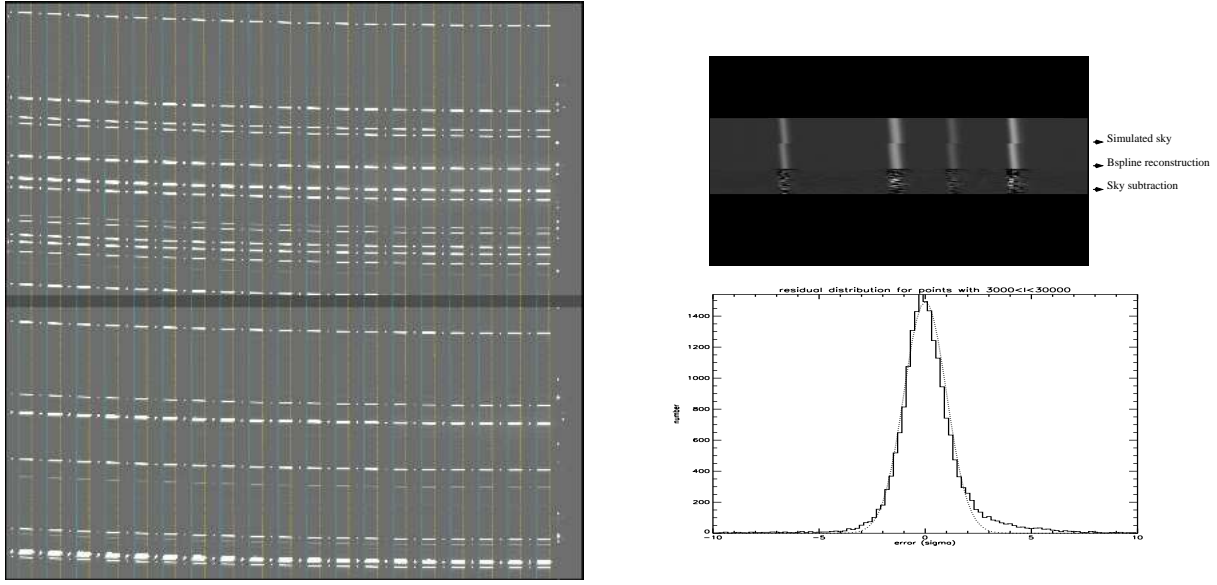 Simulated sky
Bspline reconstruction
Sky subtraction
residual distribution for points with 3000<I<30000
1400
1200
1000
800
600
400
200
0
number
-10
-5
0
5
10
error (sigma)